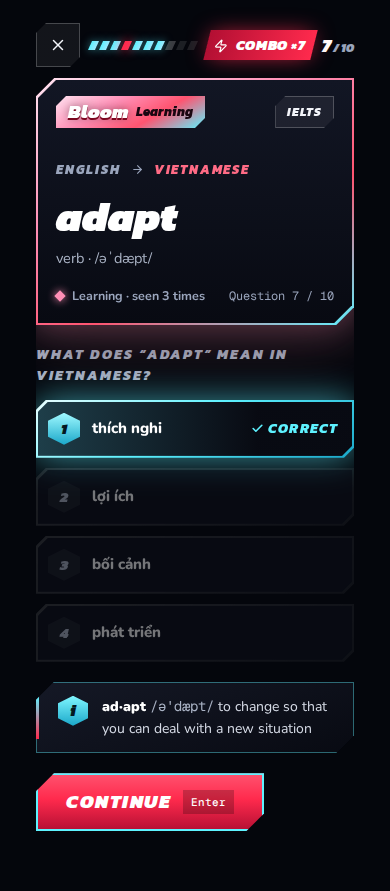 COMBO ×7 7/10
Bloom Learning IELTS
ENGLISH → VIETNAMESE
adapt
verb · /əˈdæpt/
Learning · seen 3 times Question 7 / 10
WHAT DOES "ADAPT" MEAN IN
VIETNAMESE?
1 thích nghi ✓ CORRECT
2 lợi ích
3 bối cảnh
4 phát triển
i ad·apt /əˈdæpt/ to change so that
you can deal with a new situation
CONTINUE Enter